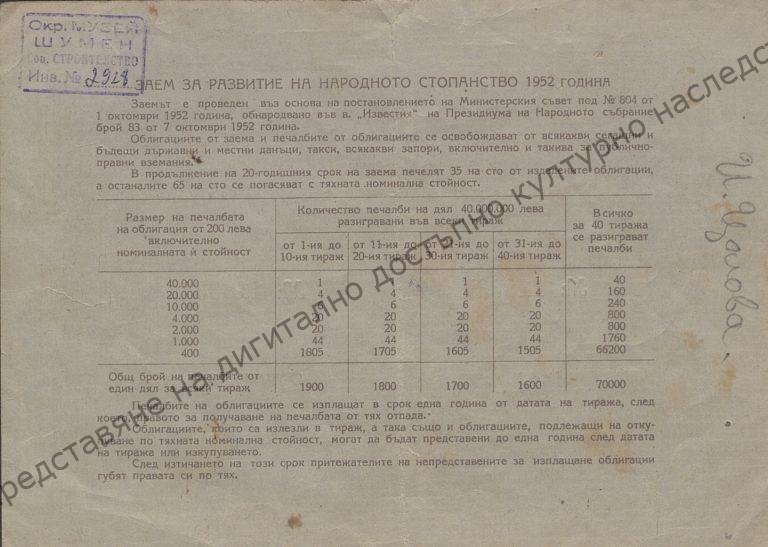 Окр. МУЗЕЙ
ШУМЕН
Соц. СТРОИТЕЛСТВО
Инв. № 2928
ЗАЕМ ЗА РАЗВИТИЕ НА НАРОДНОТО СТОПАНСТВО 1952 ГОДИНА
Заемът е проведен въз основа на постановлението на Министерския съвет под № 804 от
1 октомври 1952 година, обнародвано във в. „Известия" на Президиума на Народното събрание
брой 83 от 7 октомври 1952 година.
Облигациите от заема и печалбите от облигациите се освобождават от всякакви сегашни и
бъдещи държавни и местни данъци, такси, всякакви запори, включително и такива за публично-
правни вземания.
В продължение на 20-годишния срок на заема печелят 35 на сто от издадените облигации,
а останалите 65 на сто се погасяват с тяхната номинална стойност.
Размер на печалбата
на облигация от 200 лева
включително
номиналната ѝ стойност
Количество печалби на дял 40.000.000 лева
разигравани във всеки тираж
Всичко
за 40 тиража
се разиграват
печалби
от 1-ия до
10-ия тираж
от 11-ия до
20-ия тираж
от 21-ия до
30-ия тираж
от 31-ия до
40-ия тираж
40.000 1 1 1 1 40
20.000 4 4 4 4 160
10.000 6 6 6 6 240
4.000 20 20 20 20 800
2.000 20 20 20 20 800
1.000 44 44 44 44 1760
400 1805 1705 1605 1505 66200
Общ брой на печалбите от
един дял за всеки тираж 1900 1800 1700 1600 70000
Печалбите на облигациите се изплащат в срок една година от датата на тиража, след
което правото за получаване на печалбата от тях отпада.
Облигациите, които са излезли в тираж, а така също и облигациите, подлежащи на отку-
пуване по тяхната номинална стойност, могат да бъдат представени до една година след датата
на тиража или изкупуването.
След изтичането на този срок притежателите на непредставените за изплащане облигации
губят правата си по тях.
представяне на дигитално достъпно културно наследство